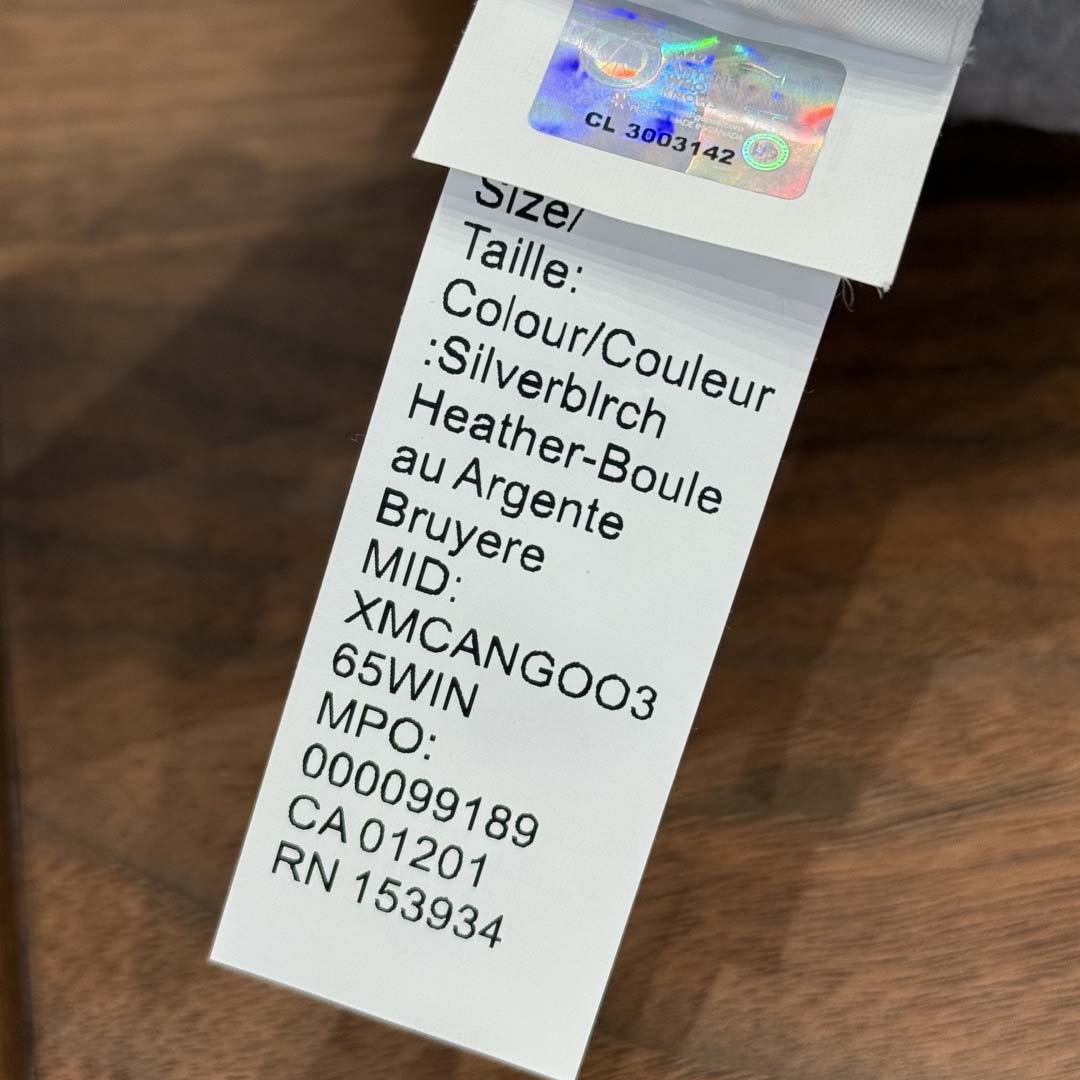 CL 3003142
Size/
Taille:
Colour/Couleur
:Silverblrch
Heather-Boule
au Argente
Bruyere
MID:
XMCANGOO3
65WIN
MPO:
000099189
CA 01201
RN 153934